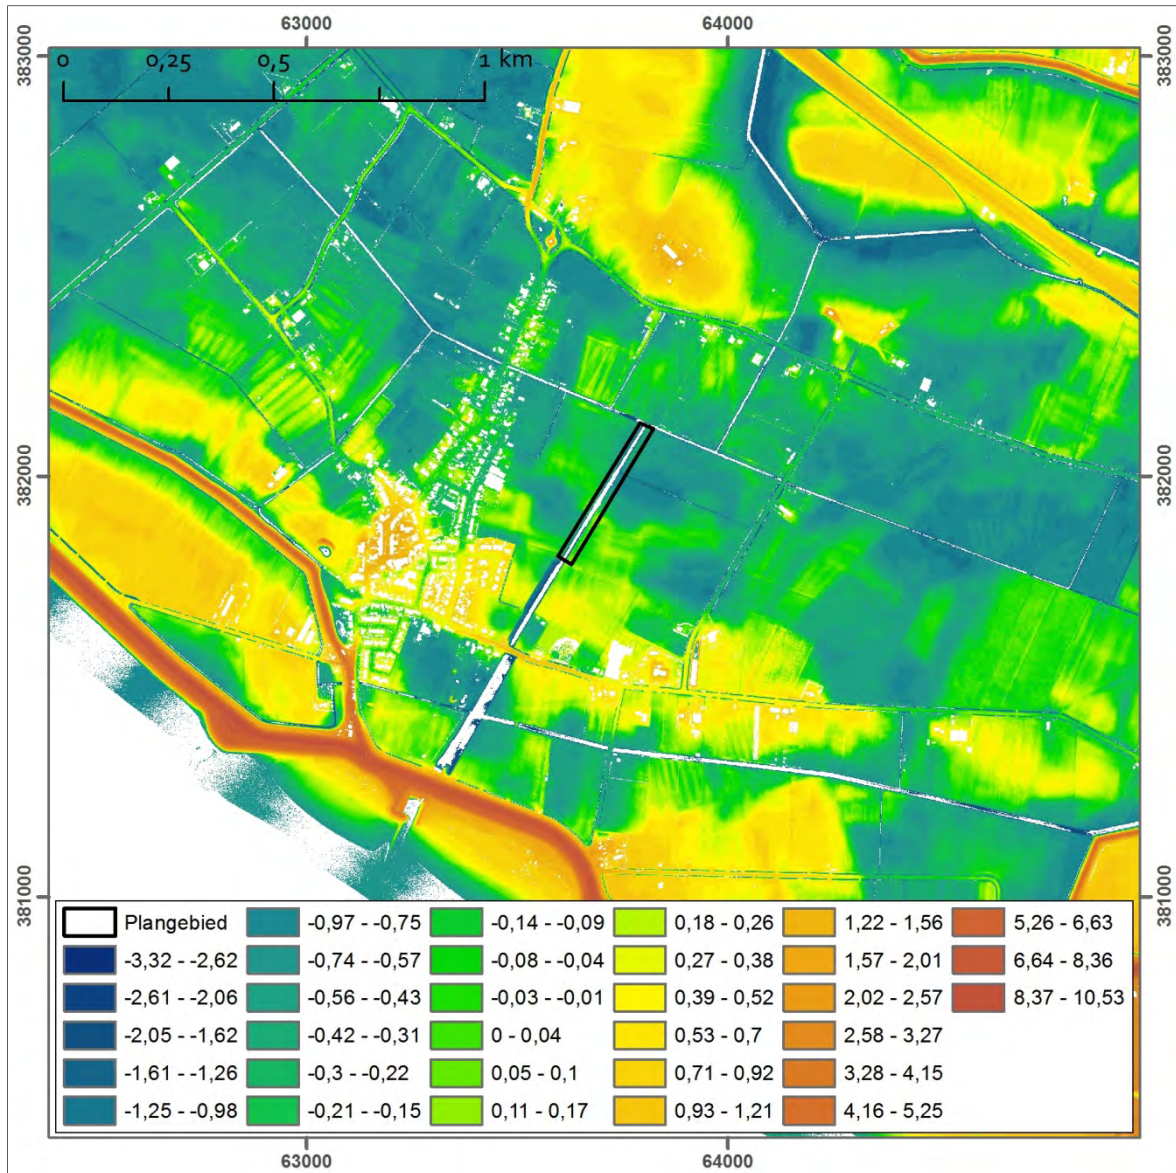 63000 64000
383000 383000
0 0,25 0,5 1 km
382000 382000
381000 381000
Plangebied
-3,32 - -2,62
-2,61 - -2,06
-2,05 - -1,62
-1,61 - -1,26
-1,25 - -0,98
-0,97 - -0,75
-0,74 - -0,57
-0,56 - -0,43
-0,42 - -0,31
-0,3 - -0,22
-0,21 - -0,15
-0,14 - -0,09
-0,08 - -0,04
-0,03 - -0,01
0 - 0,04
0,05 - 0,1
0,11 - 0,17
0,18 - 0,26
0,27 - 0,38
0,39 - 0,52
0,53 - 0,7
0,71 - 0,92
0,93 - 1,21
1,22 - 1,56
1,57 - 2,01
2,02 - 2,57
2,58 - 3,27
3,28 - 4,15
4,16 - 5,25
5,26 - 6,63
6,64 - 8,36
8,37 - 10,53
63000 64000